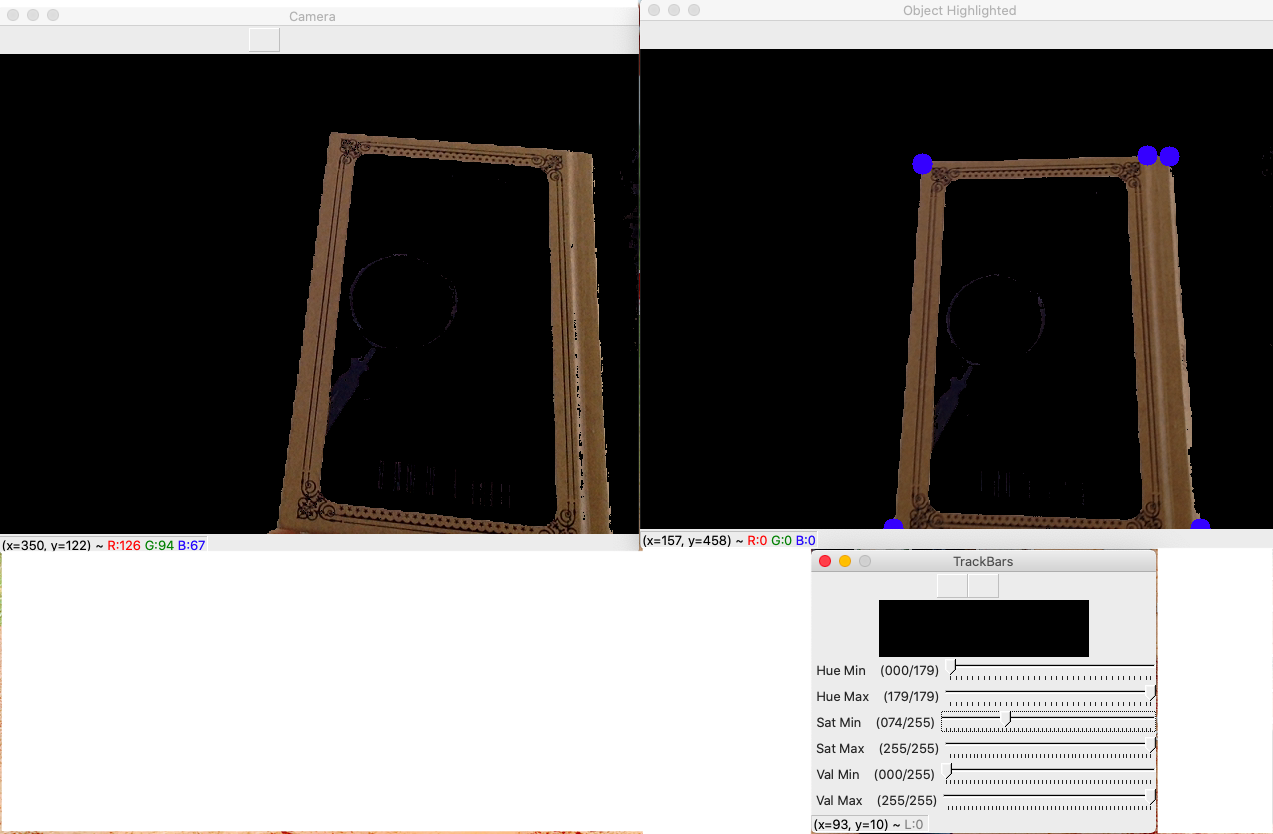 Camera
Object Highlighted
(x=350, y=122) ~ R:126 G:94 B:67
(x=157, y=458) ~ R:0 G:0 B:0
TrackBars
Hue Min (000/179)
Hue Max (179/179)
Sat Min (074/255)
Sat Max (255/255)
Val Min (000/255)
Val Max (255/255)
(x=93, y=10) ~ L:0